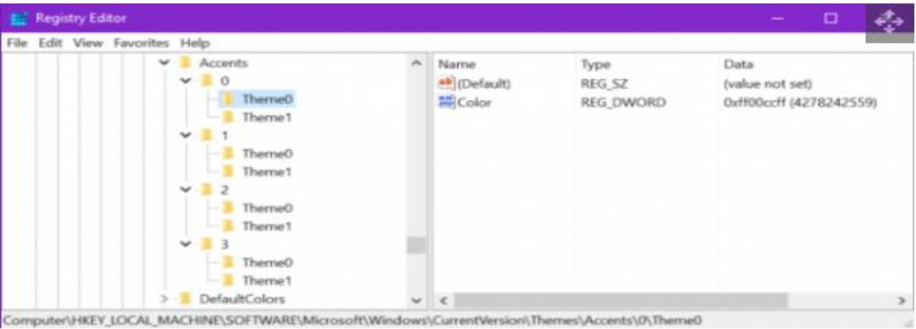 Registry Editor
File Edit View Favorites Help
Accents
0
Theme0
Theme1
1
Theme0
Theme1
2
Theme0
Theme1
3
Theme0
Theme1
DefaultColors
Name Type Data
(Default) REG_SZ (value not set)
Color REG_DWORD 0xff00ccff (4278242559)
Computer\HKEY_LOCAL_MACHINE\SOFTWARE\Microsoft\Windows\CurrentVersion\Themes\Accents\0\Theme0